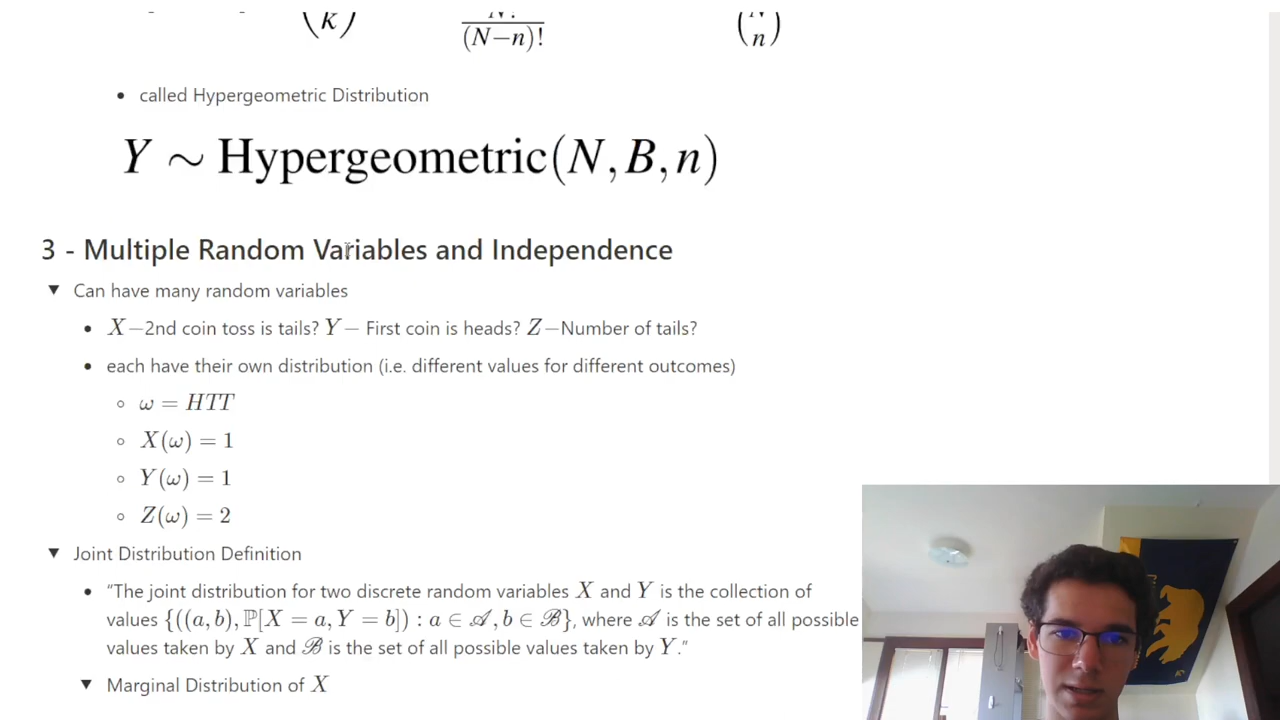 (k) N! (N
(N−n)! n)
• called Hypergeometric Distribution
Y ∼ Hypergeometric(N, B, n)
3 - Multiple Random Variables and Independence
▼ Can have many random variables
• X−2nd coin toss is tails? Y− First coin is heads? Z−Number of tails?
• each have their own distribution (i.e. different values for different outcomes)
◦ ω = HTT
◦ X(ω) = 1
◦ Y(ω) = 1
◦ Z(ω) = 2
▼ Joint Distribution Definition
• “The joint distribution for two discrete random variables X and Y is the collection of
values {((a, b), ℙ[X = a, Y = b]) : a ∈ 𝒜, b ∈ ℬ}, where 𝒜 is the set of all possible
values taken by X and ℬ is the set of all possible values taken by Y.”
▼ Marginal Distribution of X